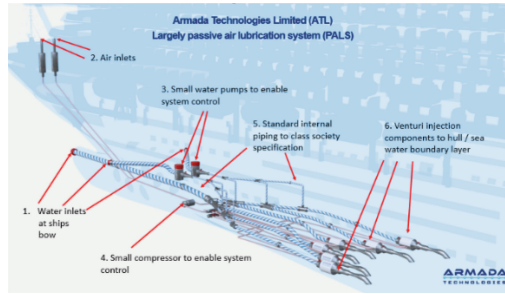 Armada Technologies Limited (ATL)
Largely passive air lubrication system (PALS)
2. Air inlets
3. Small water pumps to enable
system control
5. Standard internal
piping to class society
specification
6. Venturi injection
components to hull / sea
water boundary layer
1. Water inlets
at ships
bow
4. Small compressor to enable system
control
ARMADA
TECHNOLOGIES